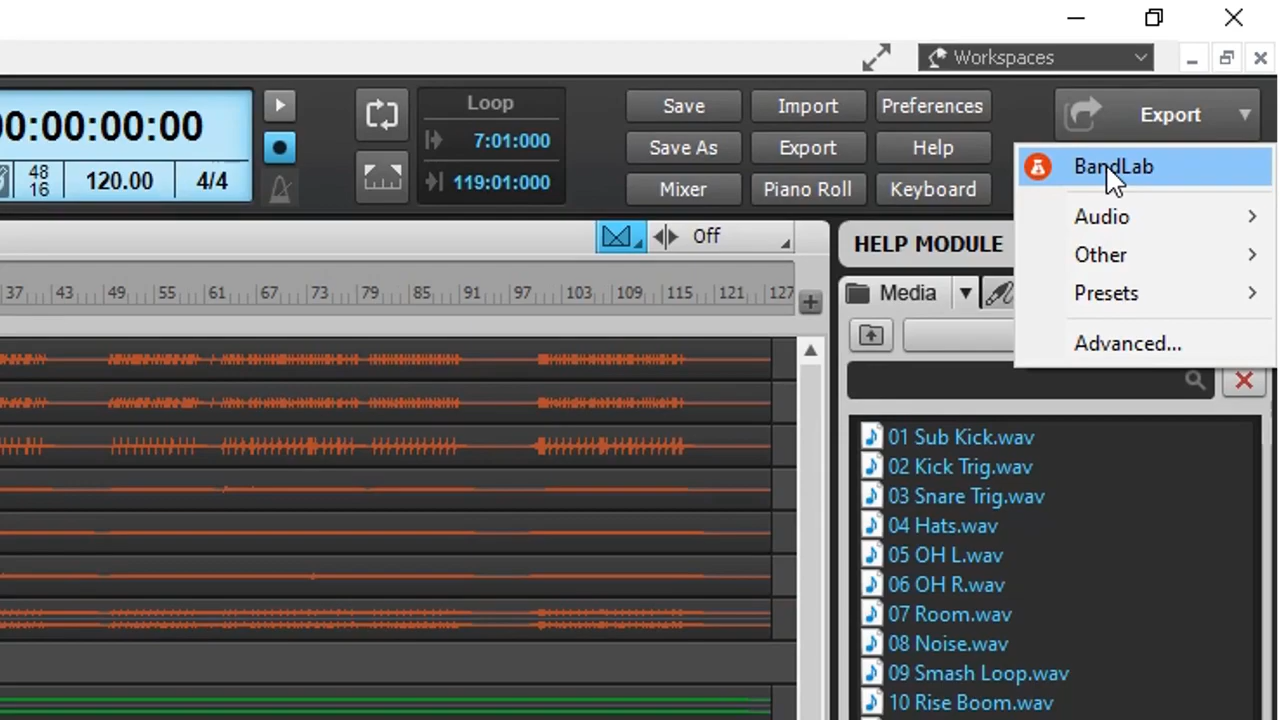 Workspaces
00:00:00:00
48
16
120.00
4/4
Loop
7:01:000
119:01:000
Save Import Preferences
Save As Export Help
Mixer Piano Roll Keyboard
Export
BandLab
Audio
Other
Presets
Advanced...
Off
HELP MODULE
37 43 49 55 61 67 73 79 85 91 97 103 109 115 121 127
Media
01 Sub Kick.wav
02 Kick Trig.wav
03 Snare Trig.wav
04 Hats.wav
05 OH L.wav
06 OH R.wav
07 Room.wav
08 Noise.wav
09 Smash Loop.wav
10 Rise Boom.wav